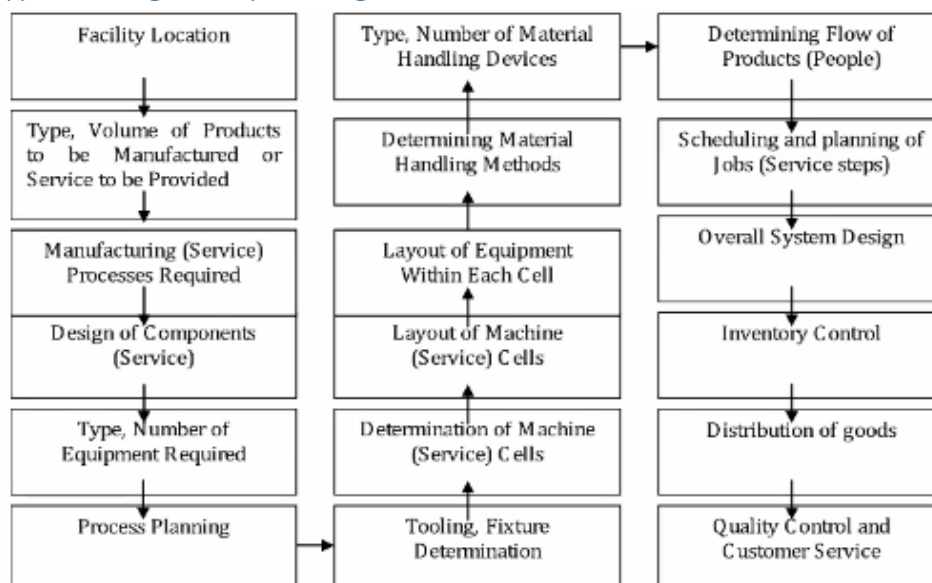 Facility Location
Type, Volume of Products
to be Manufactured or
Service to be Provided
Manufacturing (Service)
Processes Required
Design of Components
(Service)
Type, Number of
Equipment Required
Process Planning
Tooling, Fixture
Determination
Determination of Machine
(Service) Cells
Layout of Machine
(Service) Cells
Layout of Equipment
Within Each Cell
Determining Material
Handling Methods
Type, Number of Material
Handling Devices
Determining Flow of
Products (People)
Scheduling and planning of
Jobs (Service steps)
Overall System Design
Inventory Control
Distribution of goods
Quality Control and
Customer Service